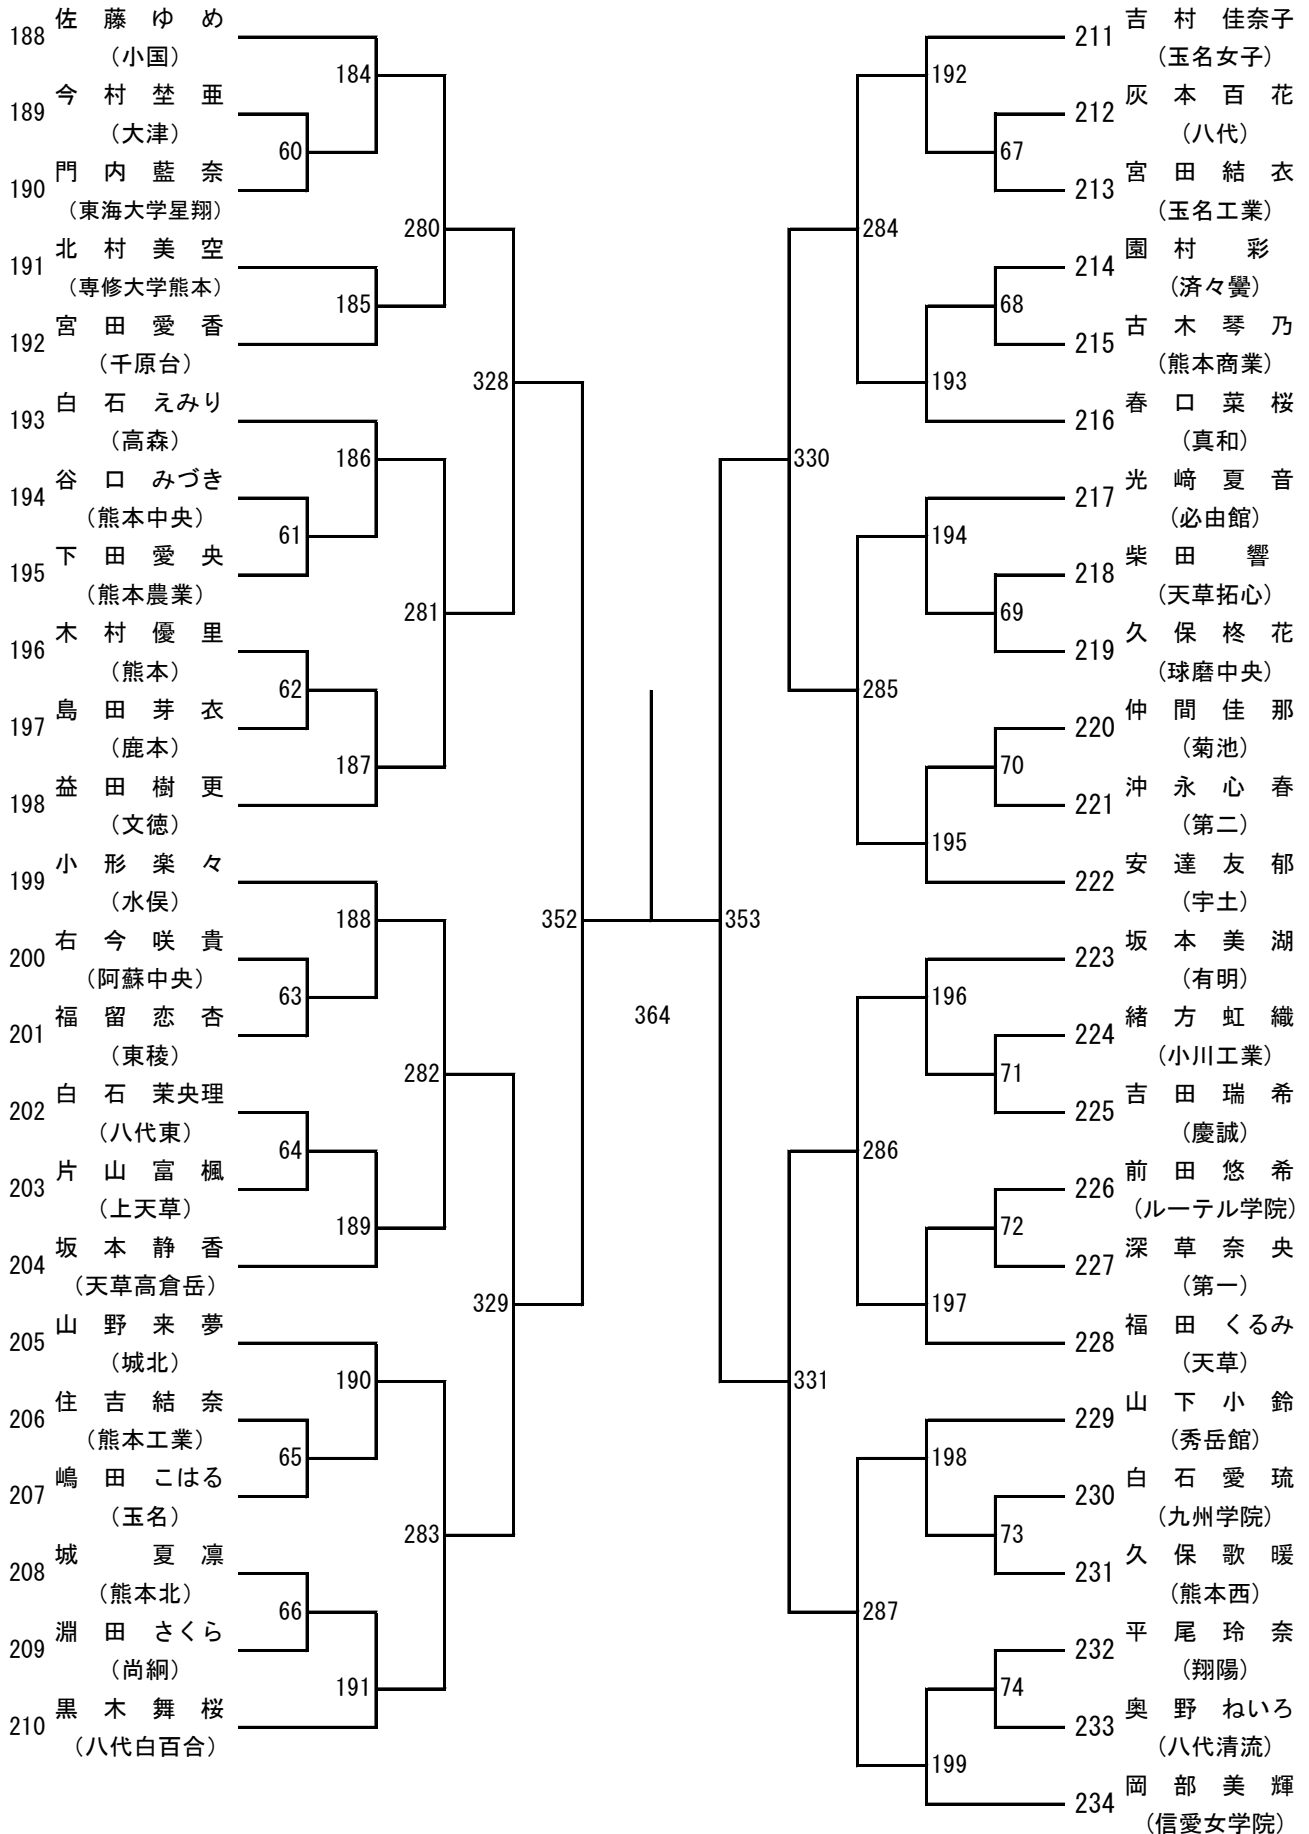 188 佐藤ゆめ
(小国)
184
189 今村埜亜
(大津)
60
190 門内藍奈
(東海大学星翔)
280
191 北村美空
(専修大学熊本)
185
192 宮田愛香
(千原台)
328
193 白石えみり
(高森)
186
194 谷口みづき
(熊本中央)
61
195 下田愛央
(熊本農業)
281
196 木村優里
(熊本)
62
197 島田芽衣
(鹿本)
187
198 益田樹更
(文徳)
352
199 小形楽々
(水俣)
188
200 右今咲貴
(阿蘇中央)
63
201 福留恋杏
(東稜)
282
202 白石茉央理
(八代東)
64
203 片山富楓
(上天草)
189
204 坂本静香
(天草高倉岳)
329
205 山野来夢
(城北)
190
206 住吉結奈
(熊本工業)
65
207 嶋田こはる
(玉名)
283
208 城夏凛
(熊本北)
66
209 淵田さくら
(尚絅)
191
210 黒木舞桜
(八代白百合)
364
211 吉村佳奈子
(玉名女子)
192
212 灰本百花
(八代)
67
213 宮田結衣
(玉名工業)
284
214 園村彩
(済々黌)
68
215 古木琴乃
(熊本商業)
193
216 春口菜桜
(真和)
330
217 光﨑夏音
(必由館)
194
218 柴田響
(天草拓心)
69
219 久保柊花
(球磨中央)
285
220 仲間佳那
(菊池)
70
221 沖永心春
(第二)
195
222 安達友郁
(宇土)
353
223 坂本美湖
(有明)
196
224 緒方虹織
(小川工業)
71
225 吉田瑞希
(慶誠)
286
226 前田悠希
(ルーテル学院)
72
227 深草奈央
(第一)
197
228 福田くるみ
(天草)
331
229 山下小鈴
(秀岳館)
198
230 白石愛琉
(九州学院)
73
231 久保歌暖
(熊本西)
287
232 平尾玲奈
(翔陽)
74
233 奥野ねいろ
(八代清流)
199
234 岡部美輝
(信愛女学院)